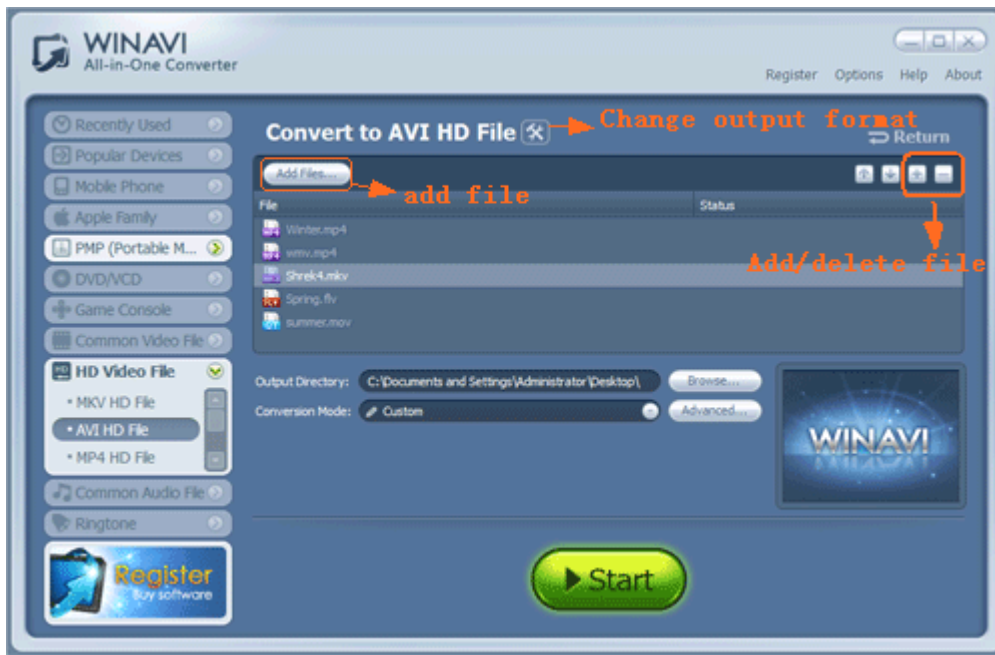 WINAVI
All-in-One Converter
Register Options Help About
Recently Used
Popular Devices
Mobile Phone
Apple Family
PMP (Portable M...
DVD/VCD
Game Console
Common Video File
HD Video File
• MKV HD File
• AVI HD File
• MP4 HD File
Common Audio File
Ringtone
Register
Buy software
Convert to AVI HD File
Change output format
Return
Add Files...
add file
File Status
Winter.mp4
wmv.mp4
Shrek4.mkv
Spring.flv
summer.mov
Add/delete file
Output Directory: C:\Documents and Settings\Administrator\Desktop\ Browse...
Conversion Mode: Custom Advanced...
WINAVI
Start